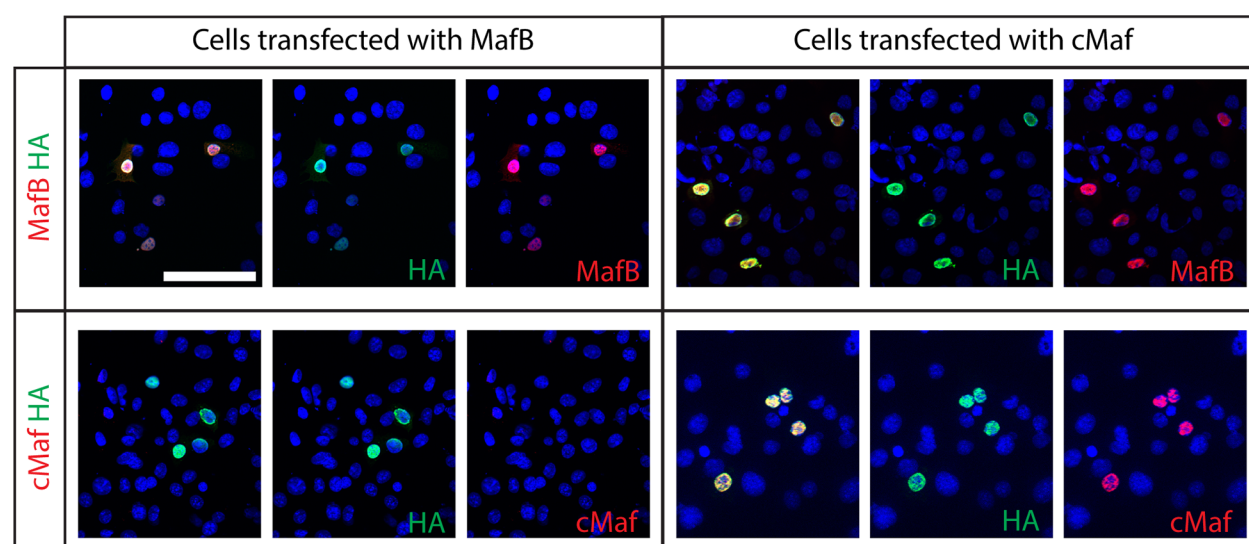 Cells transfected with MafB
Cells transfected with cMaf
MafB HA
HA
MafB
HA
MafB
cMaf HA
HA
cMaf
HA
cMaf